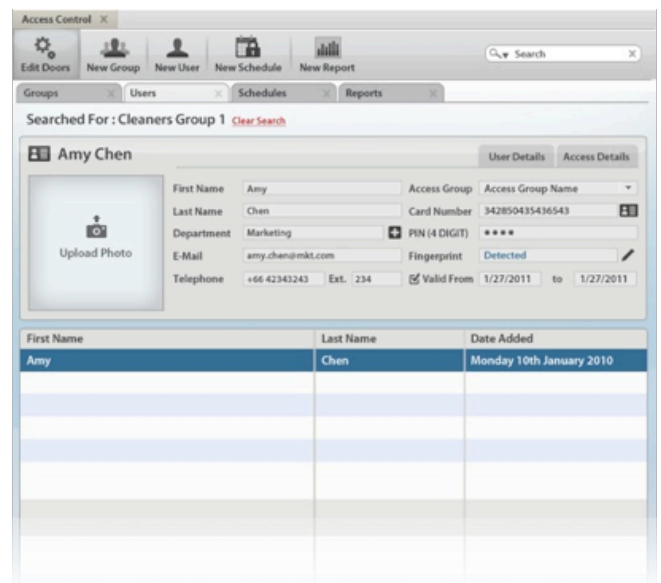 Access Control X
Edit Doors New Group New User New Schedule New Report Search X
Groups X Users X Schedules X Reports X
Searched For : Cleaners Group 1 Clear Search
Amy Chen User Details Access Details
First Name Amy Access Group Access Group Name
Last Name Chen Card Number 342850435436543
Department Marketing PIN (4 DIGIT) ••••
Upload Photo E-Mail amy.chen@mkt.com Fingerprint Detected
Telephone +66 42343243 Ext. 234 Valid From 1/27/2011 to 1/27/2011
First Name Last Name Date Added
Amy Chen Monday 10th January 2010